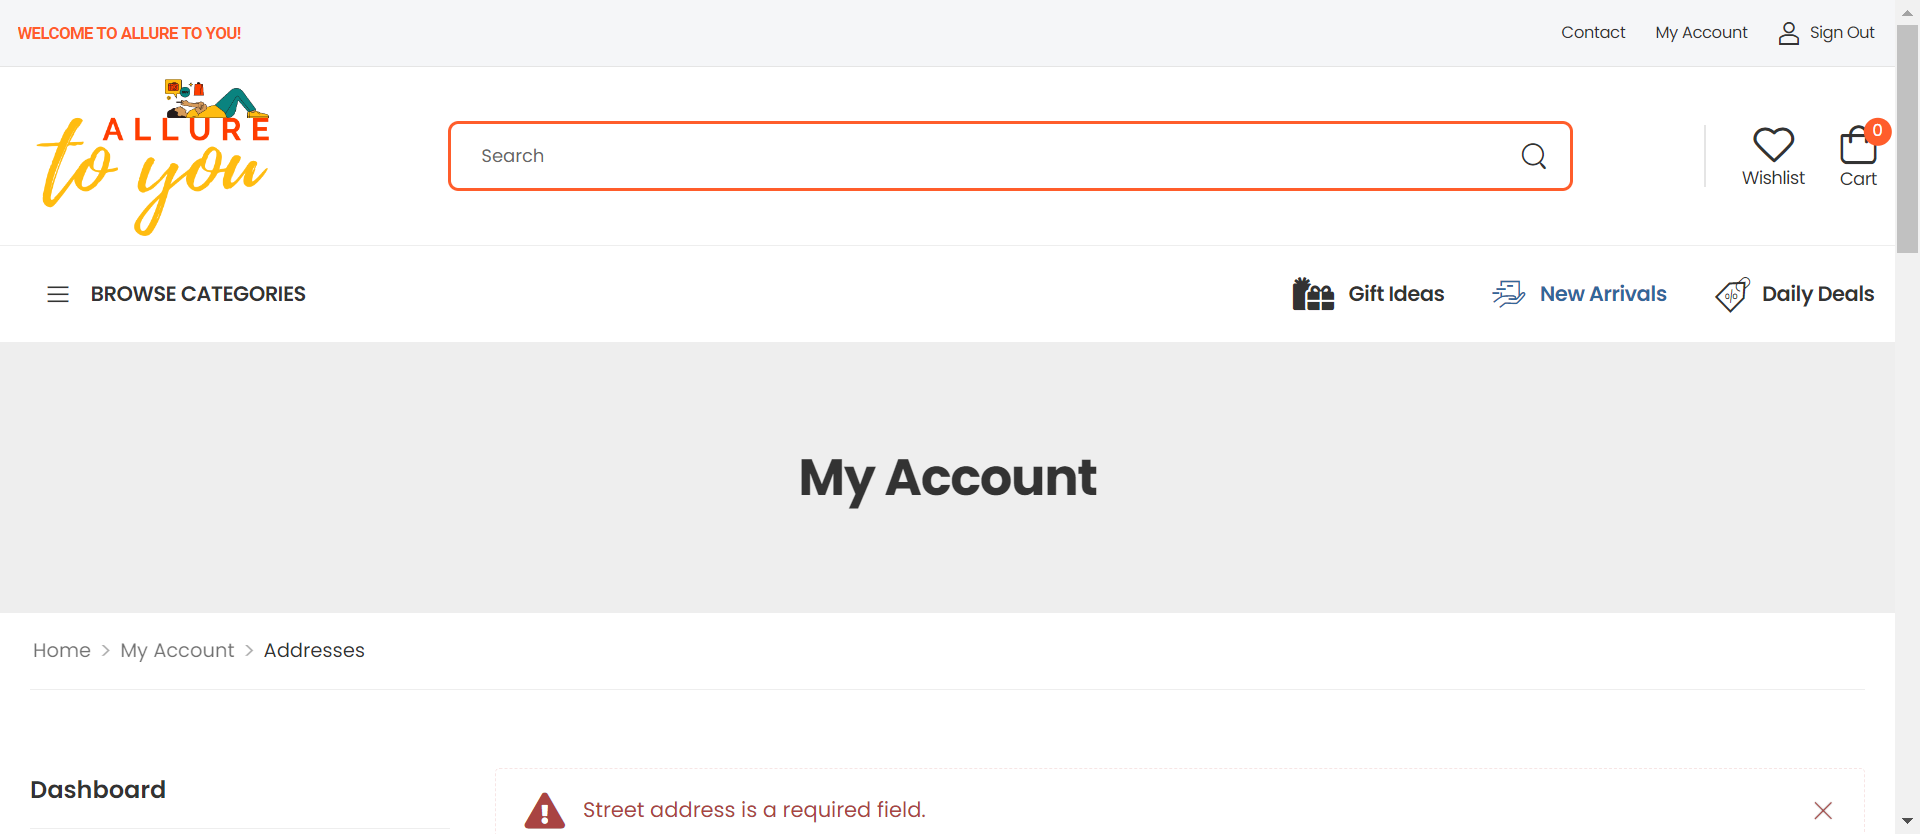 WELCOME TO ALLURE TO YOU!
Contact
My Account
Sign Out
ALLURE
to you
Search
Wishlist
0
Cart
BROWSE CATEGORIES
Gift Ideas
New Arrivals
Daily Deals
My Account
Home > My Account > Addresses
Dashboard
Street address is a required field.